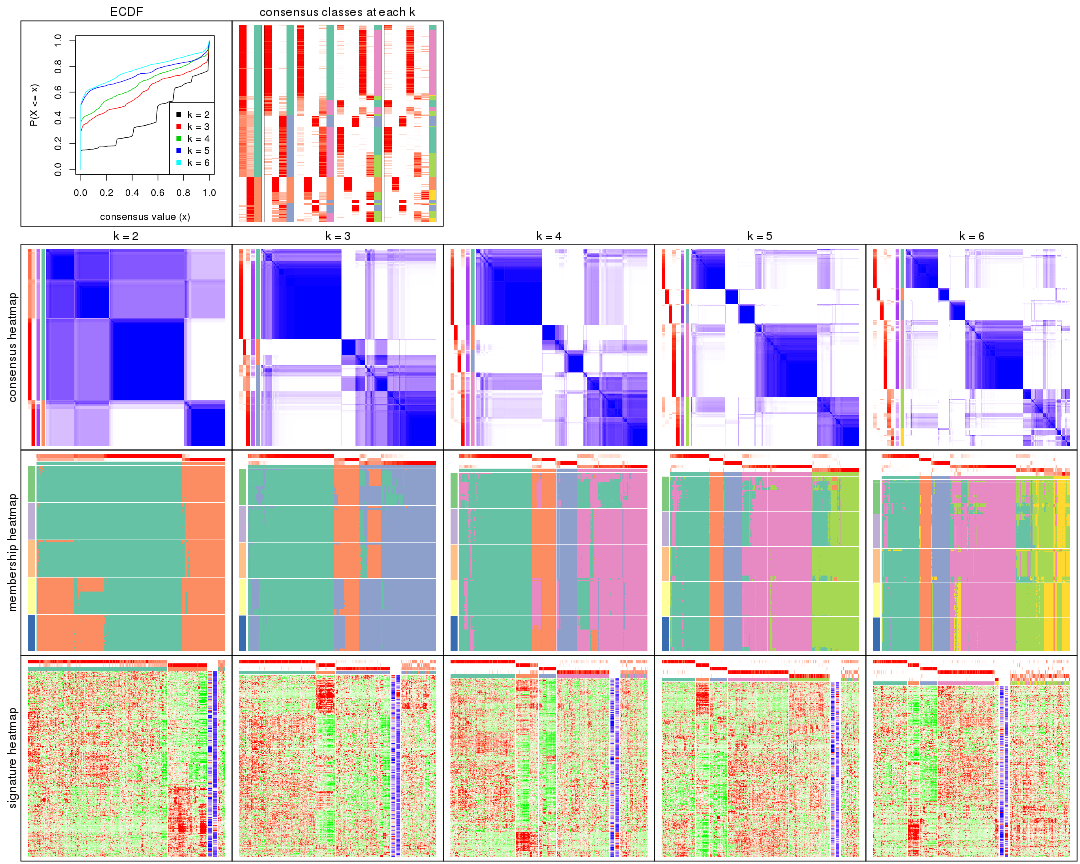 ECDF
consensus classes at each k
P(X <= x)
0.0 0.2 0.4 0.6 0.8 1.0
k = 2
k = 3
k = 4
k = 5
k = 6
0.0 0.2 0.4 0.6 0.8 1.0
consensus value (x)
k = 2
k = 3
k = 4
k = 5
k = 6
consensus heatmap
membership heatmap
signature heatmap